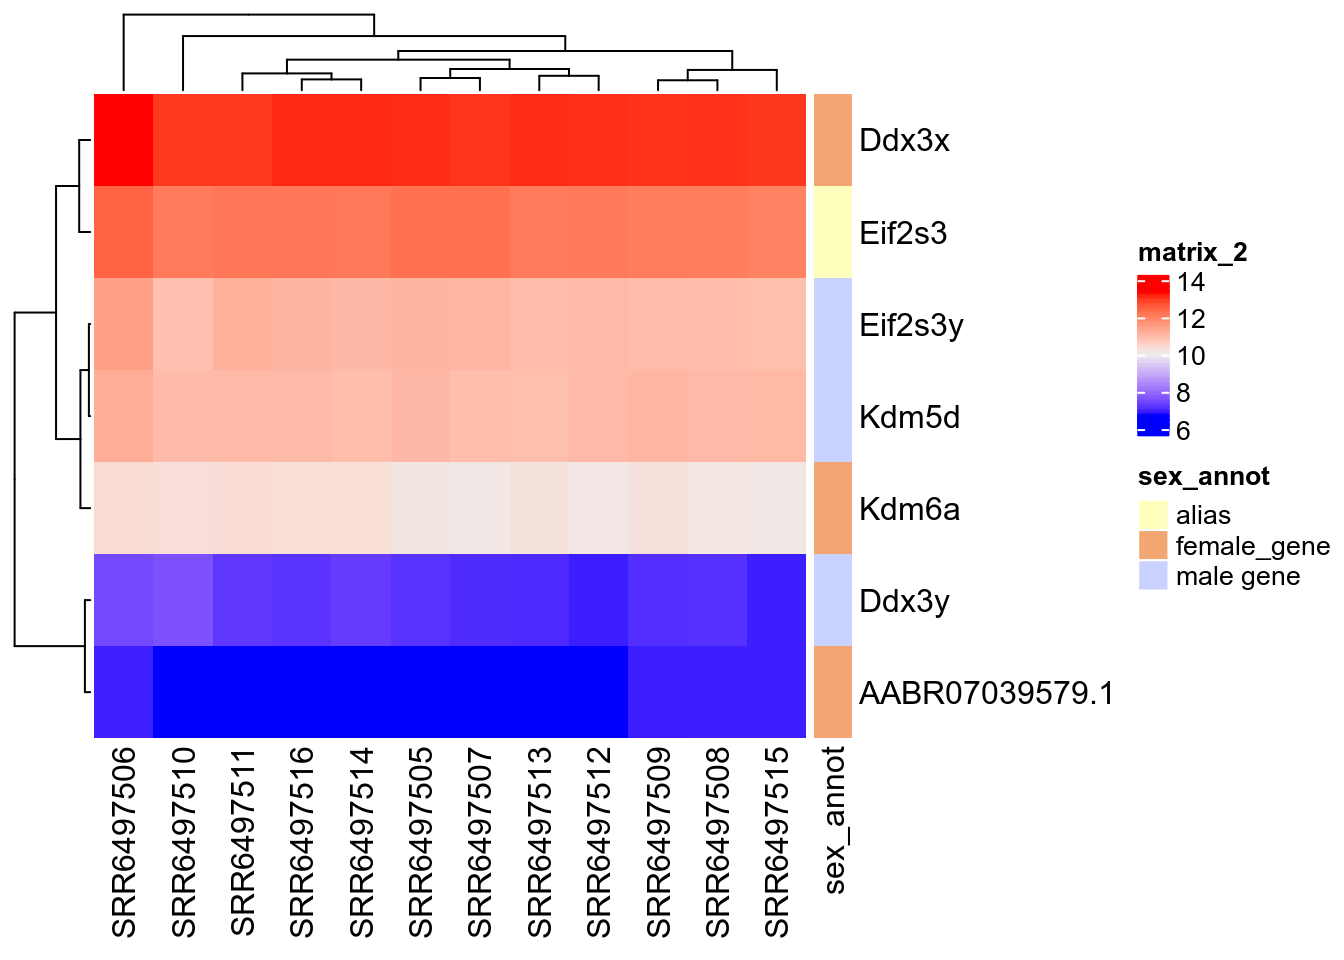 Ddx3x
Eif2s3
Eif2s3y
Kdm5d
Kdm6a
Ddx3y
AABR07039579.1
SRR6497506
SRR6497510
SRR6497511
SRR6497516
SRR6497514
SRR6497505
SRR6497507
SRR6497513
SRR6497512
SRR6497509
SRR6497508
SRR6497515
sex_annot
matrix_2
14
12
10
8
6
sex_annot
alias
female_gene
male gene